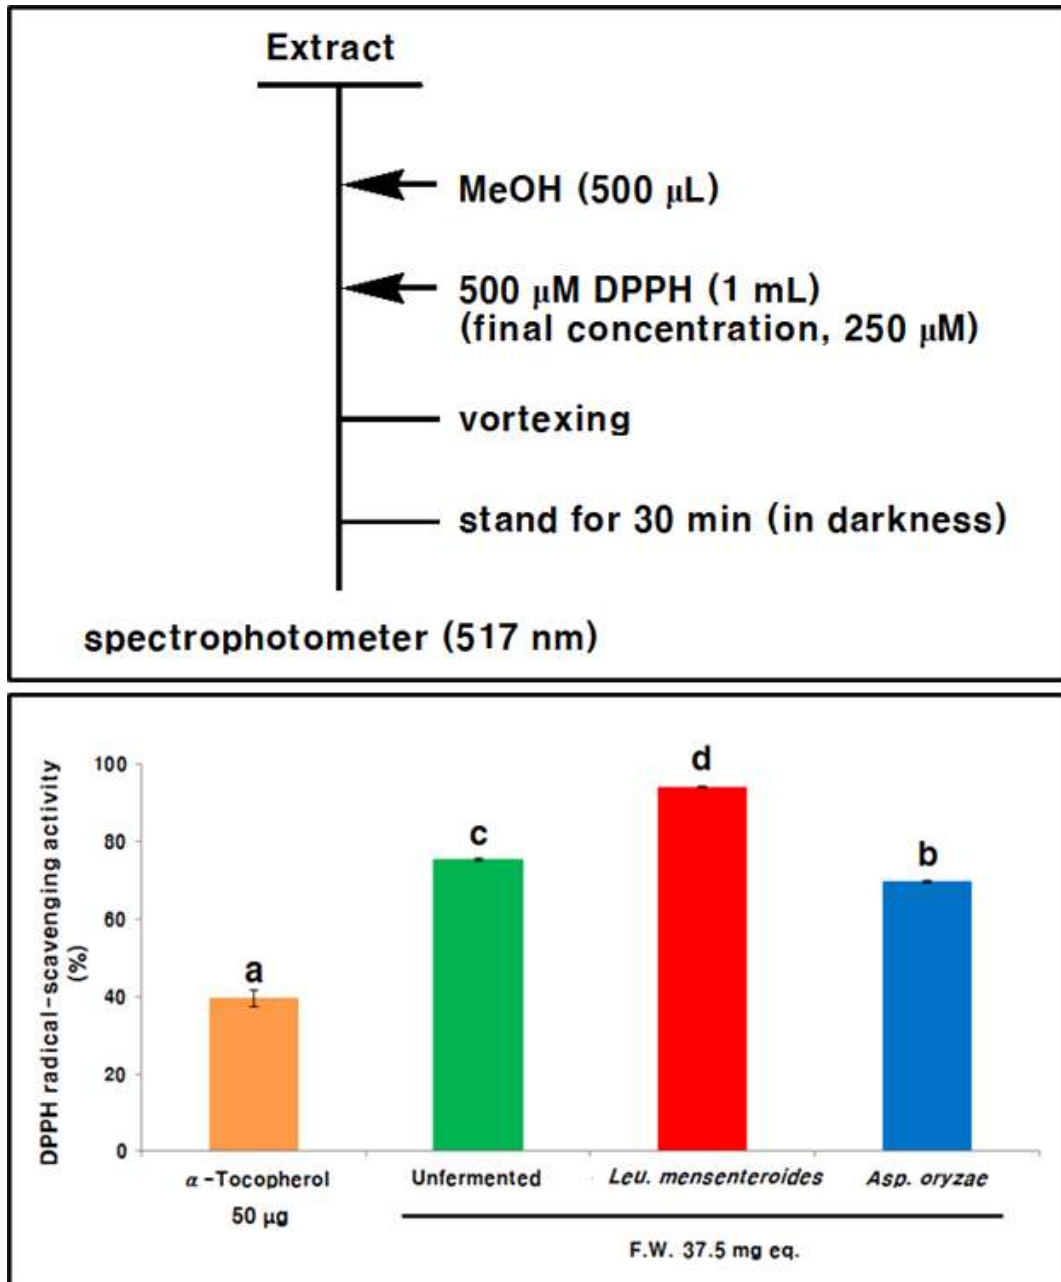 Extract
MeOH (500 μL)
500 μM DPPH (1 mL)
(final concentration, 250 μM)
vortexing
stand for 30 min (in darkness)
spectrophotometer (517 nm)
DPPH radical-scavenging activity
(%)
100
80
60
40
20
0
a
c
d
b
α-Tocopherol
50 μg
Unfermented
Leu. mensenteroides
Asp. oryzae
F.W. 37.5 mg eq.